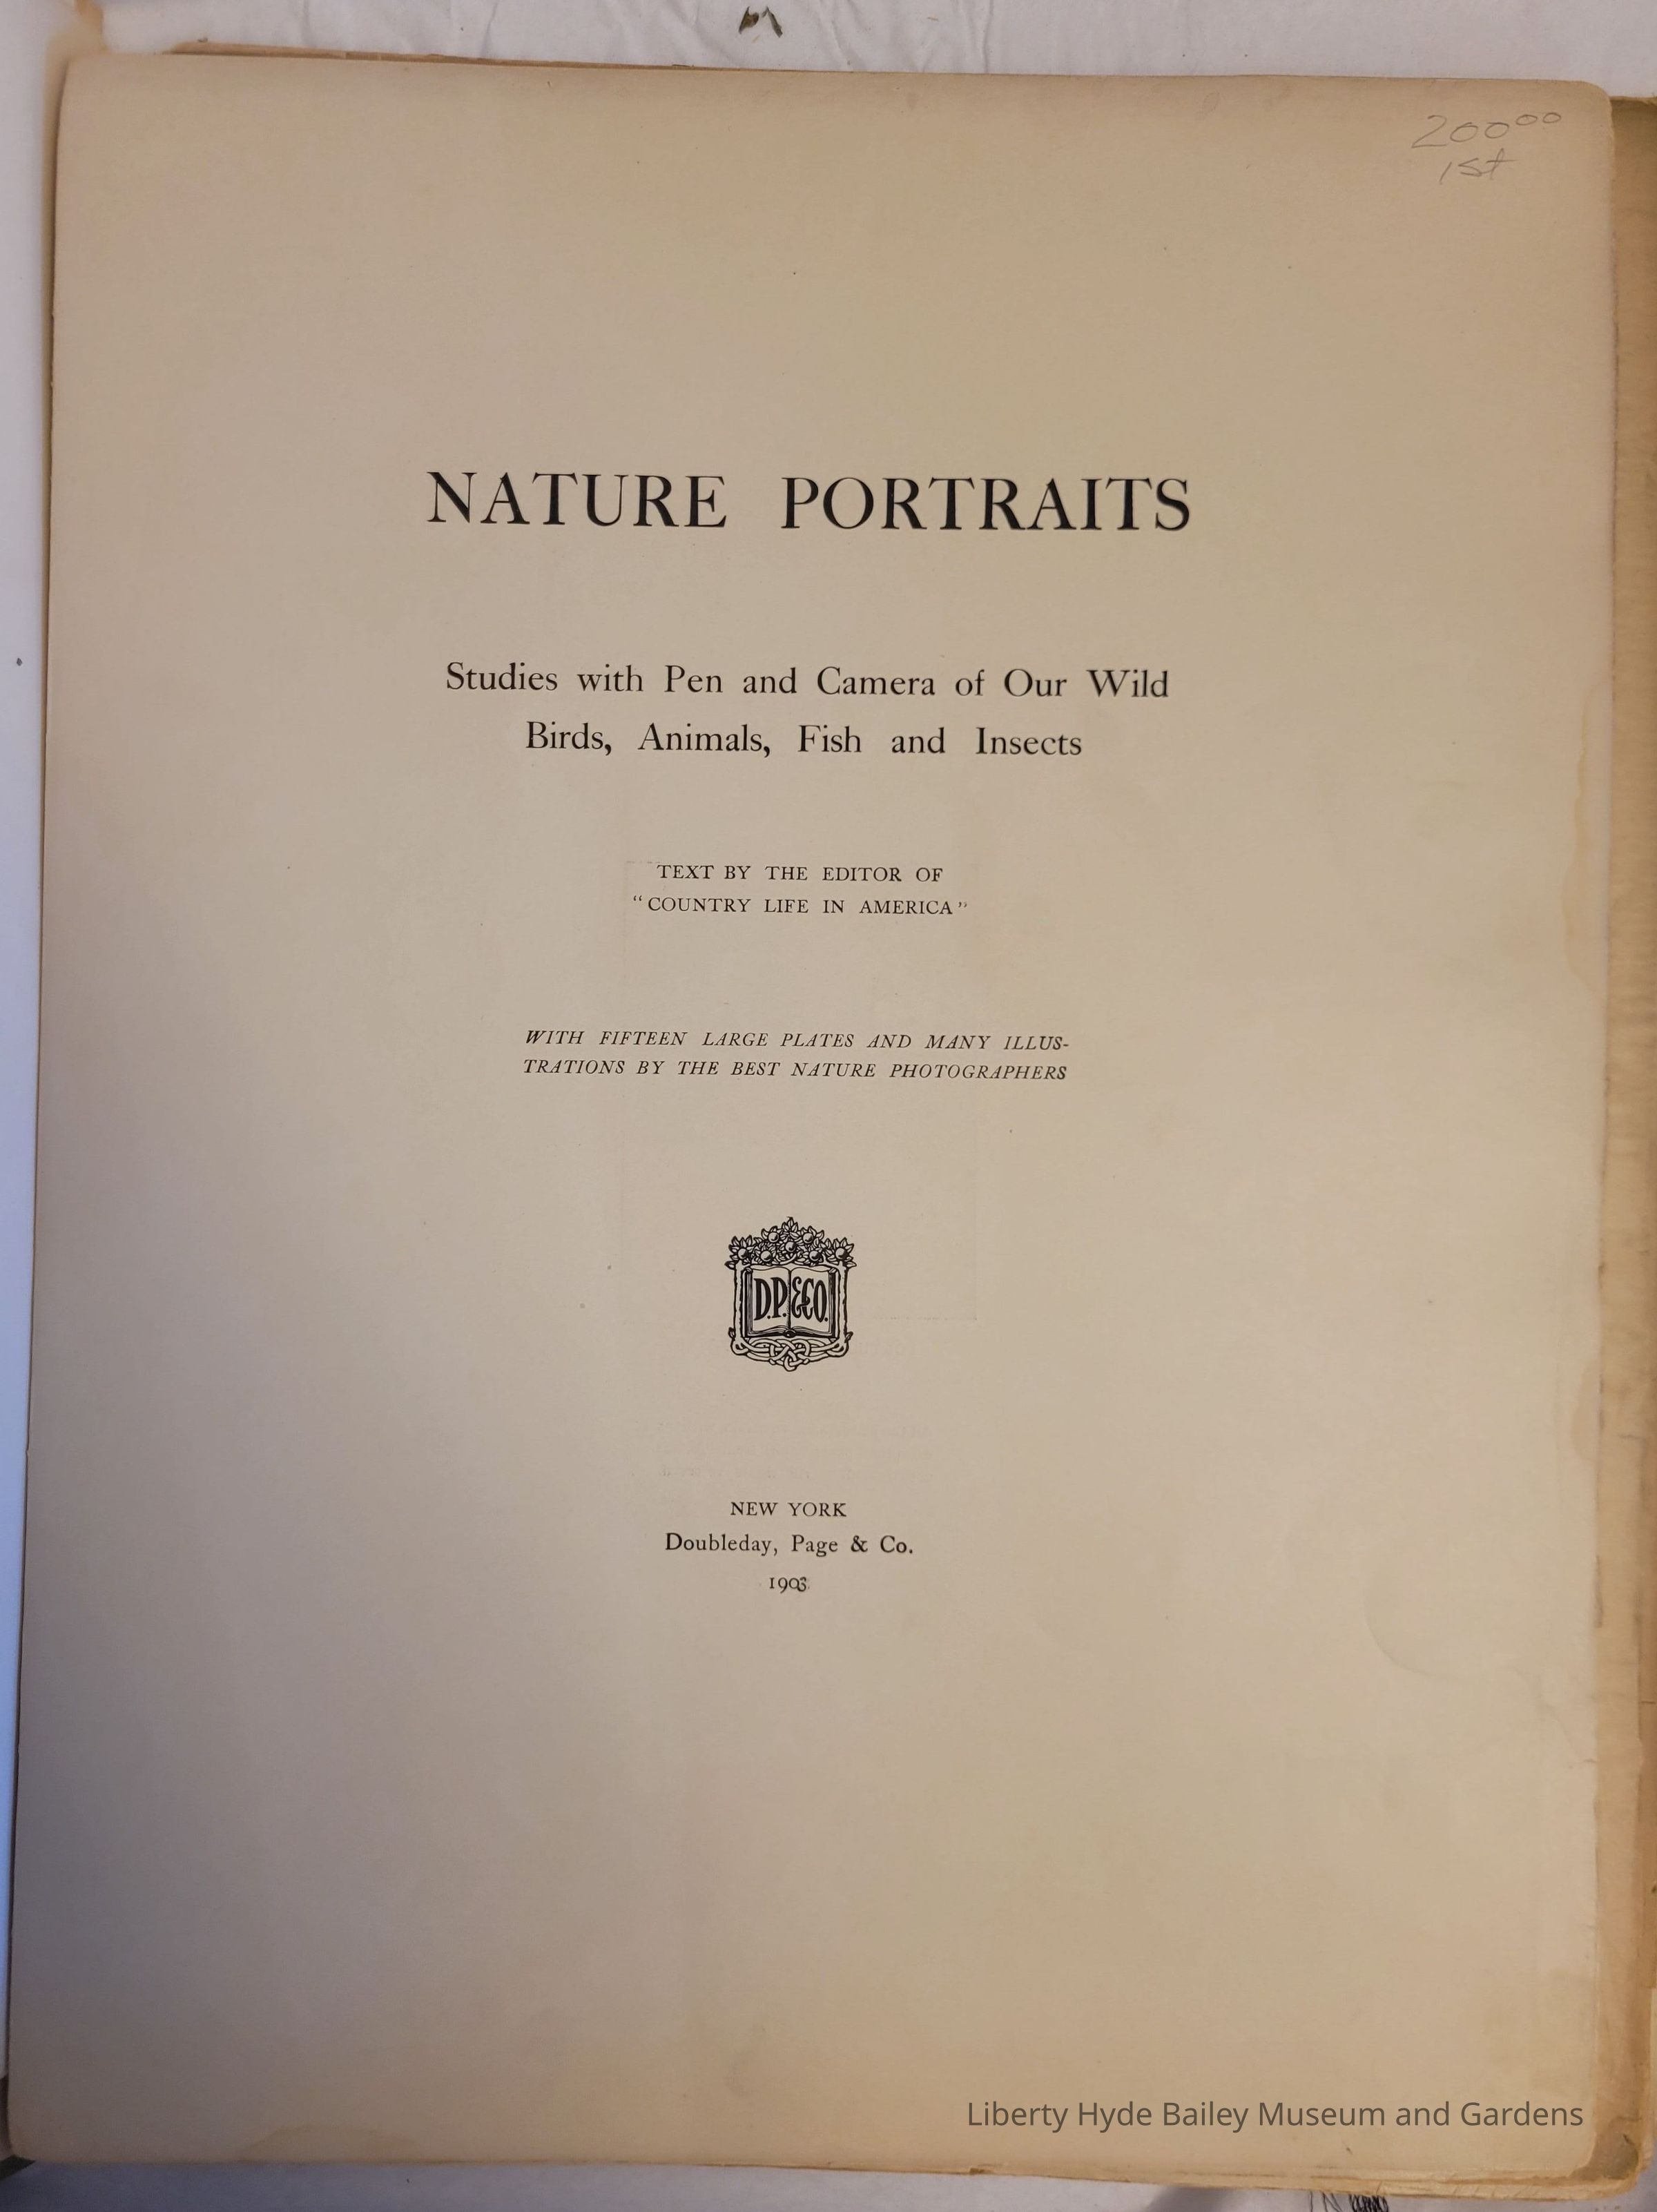 200⁰⁰
1st
NATURE PORTRAITS
Studies with Pen and Camera of Our Wild
Birds, Animals, Fish and Insects
TEXT BY THE EDITOR OF
“COUNTRY LIFE IN AMERICA”
WITH FIFTEEN LARGE PLATES AND MANY ILLUS-
TRATIONS BY THE BEST NATURE PHOTOGRAPHERS
D.P. & CO.
NEW YORK
Doubleday, Page & Co.
1903
Liberty Hyde Bailey Museum and Gardens